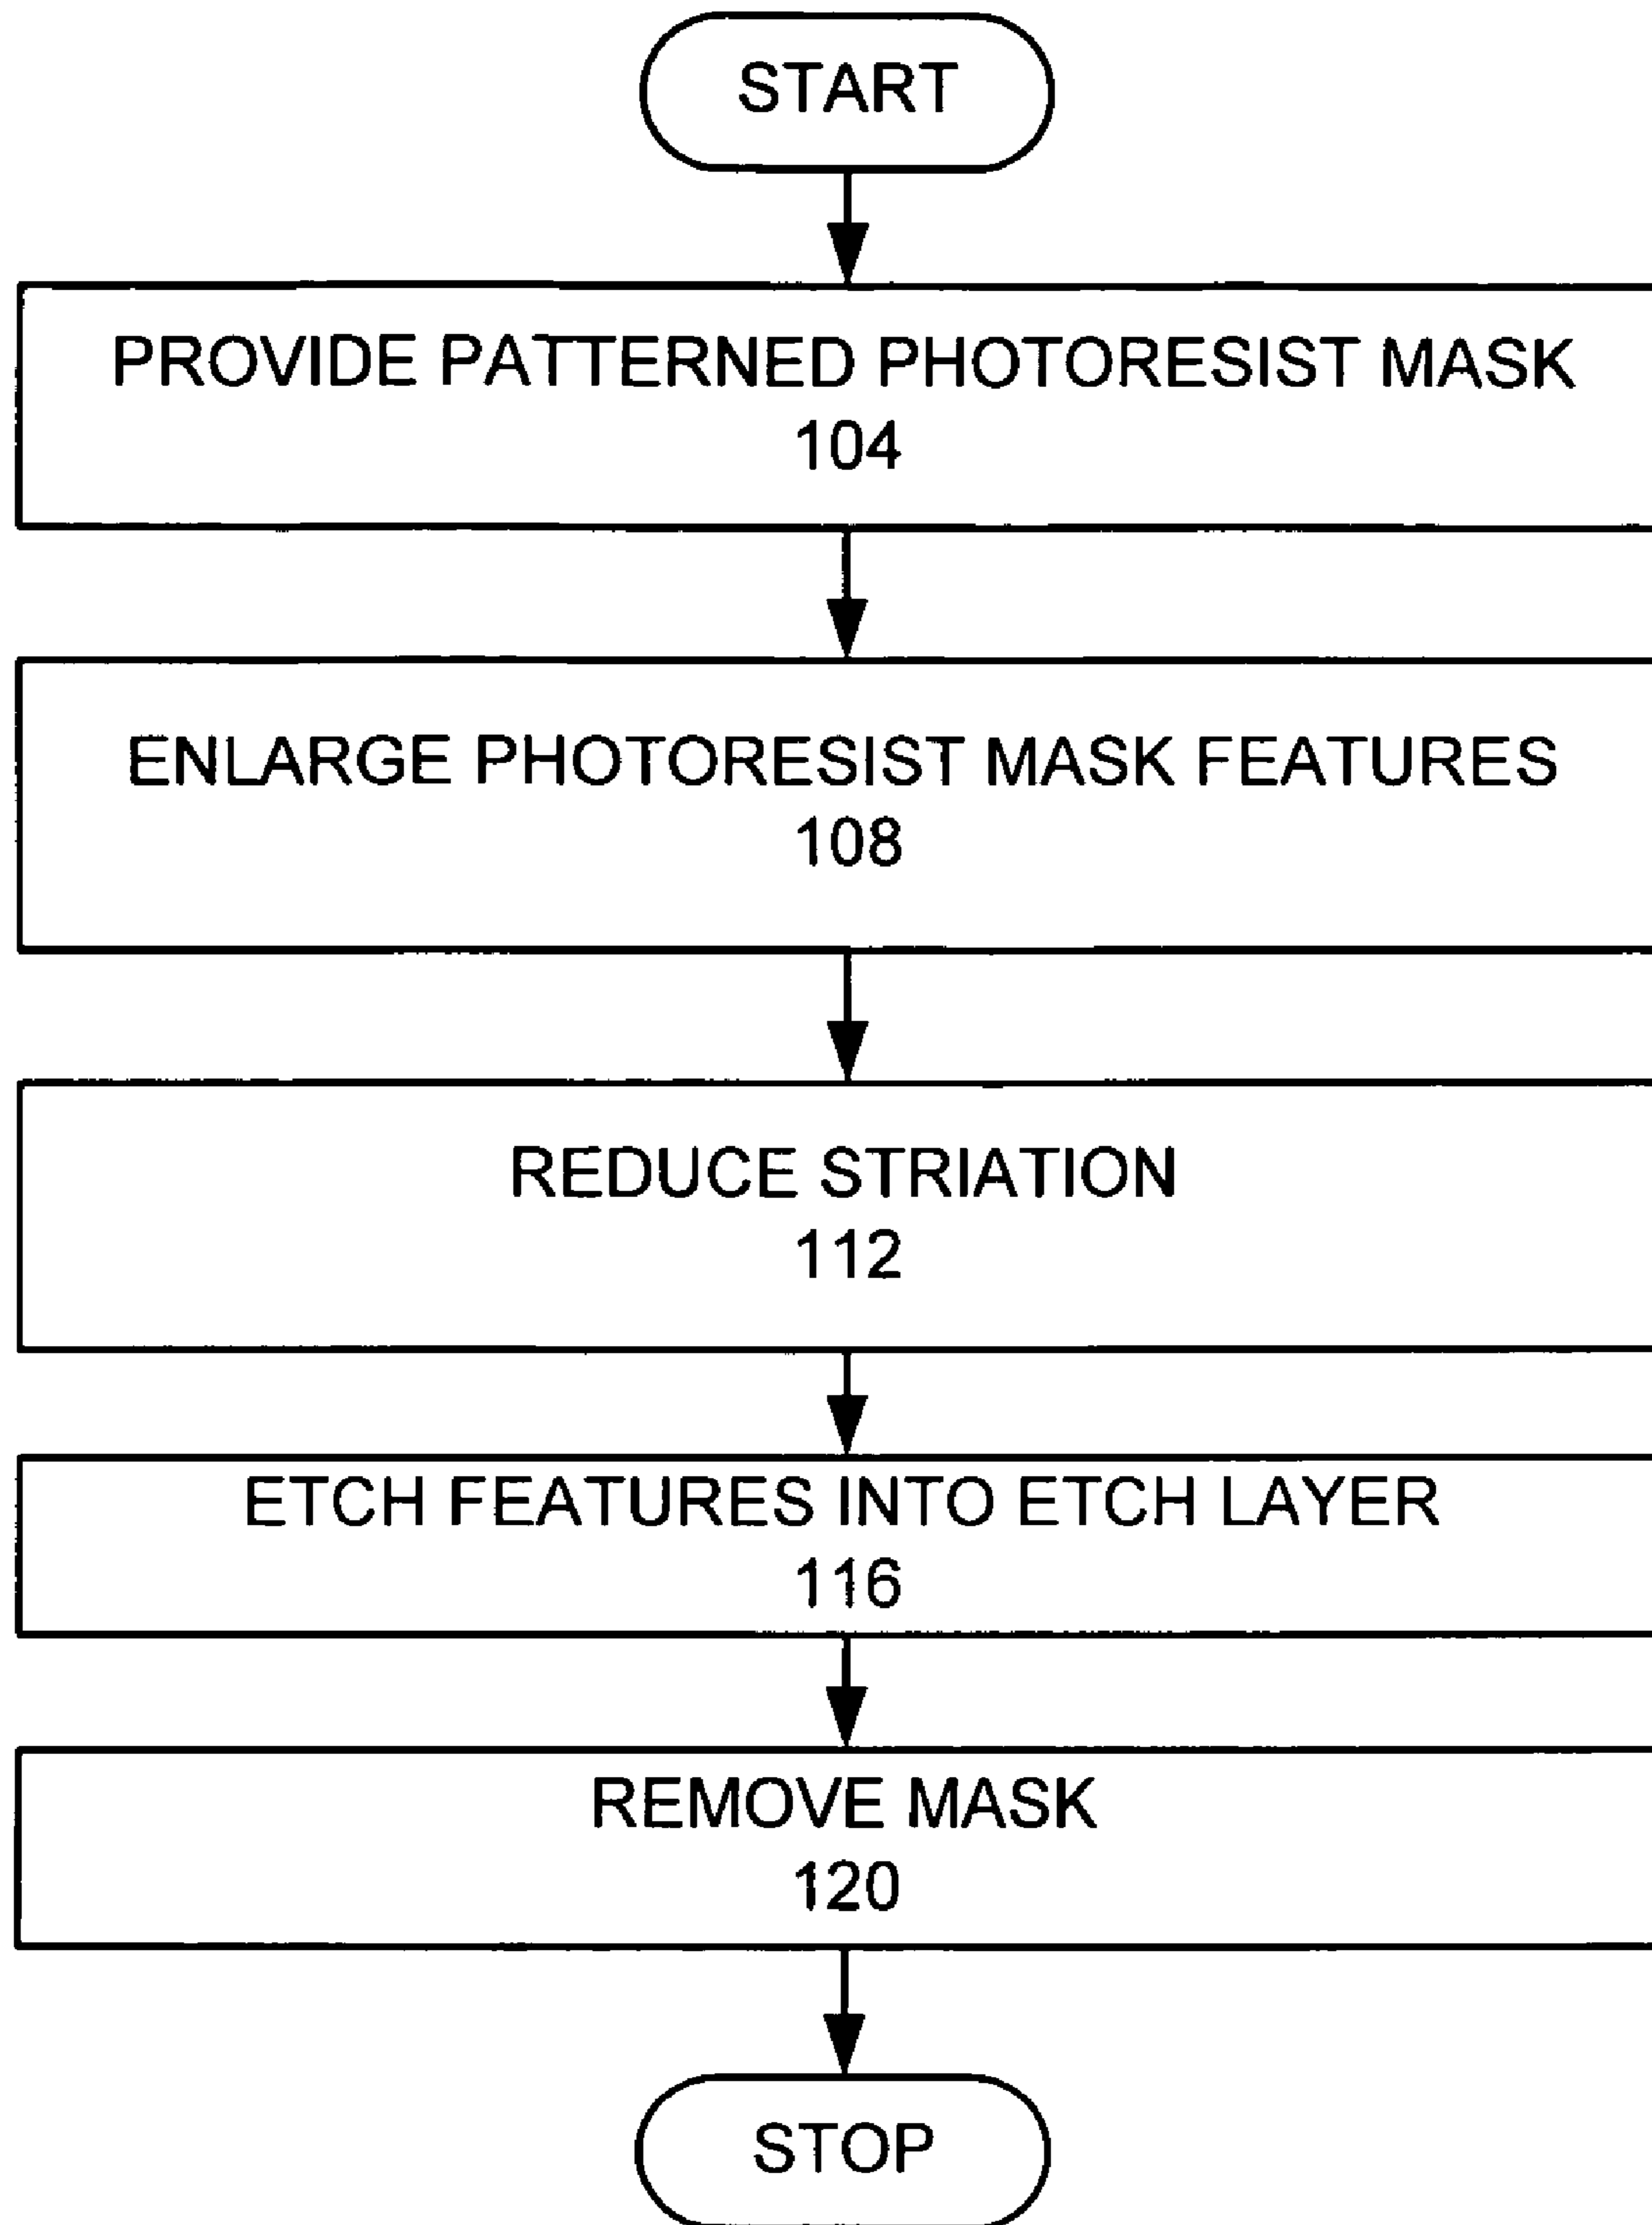 START
PROVIDE PATTERNED PHOTORESIST MASK
104
ENLARGE PHOTORESIST MASK FEATURES
108
REDUCE STRIATION
112
ETCH FEATURES INTO ETCH LAYER
116
REMOVE MASK
120
STOP